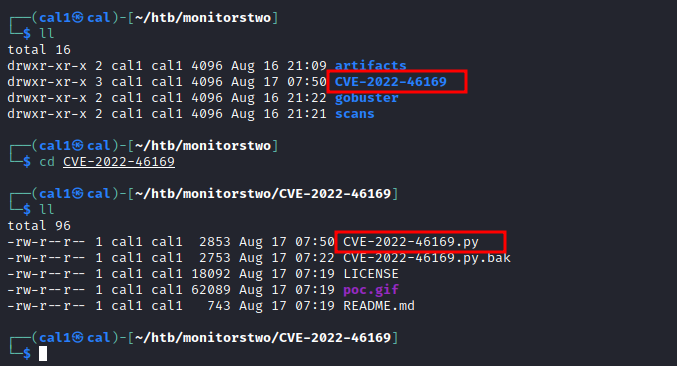 ┌──(cal1㉿cal)-[~/htb/monitorstwo]
└─$ ll
total 16
drwxr-xr-x 2 cal1 cal1 4096 Aug 16 21:09 artifacts
drwxr-xr-x 3 cal1 cal1 4096 Aug 17 07:50 CVE-2022-46169
drwxr-xr-x 2 cal1 cal1 4096 Aug 16 21:22 gobuster
drwxr-xr-x 2 cal1 cal1 4096 Aug 16 21:21 scans
┌──(cal1㉿cal)-[~/htb/monitorstwo]
└─$ cd CVE-2022-46169
┌──(cal1㉿cal)-[~/htb/monitorstwo/CVE-2022-46169]
└─$ ll
total 96
-rw-r--r-- 1 cal1 cal1  2853 Aug 17 07:50 CVE-2022-46169.py
-rw-r--r-- 1 cal1 cal1  2753 Aug 17 07:22 CVE-2022-46169.py.bak
-rw-r--r-- 1 cal1 cal1 18092 Aug 17 07:19 LICENSE
-rw-r--r-- 1 cal1 cal1 62089 Aug 17 07:19 poc.gif
-rw-r--r-- 1 cal1 cal1   743 Aug 17 07:19 README.md
┌──(cal1㉿cal)-[~/htb/monitorstwo/CVE-2022-46169]
└─$